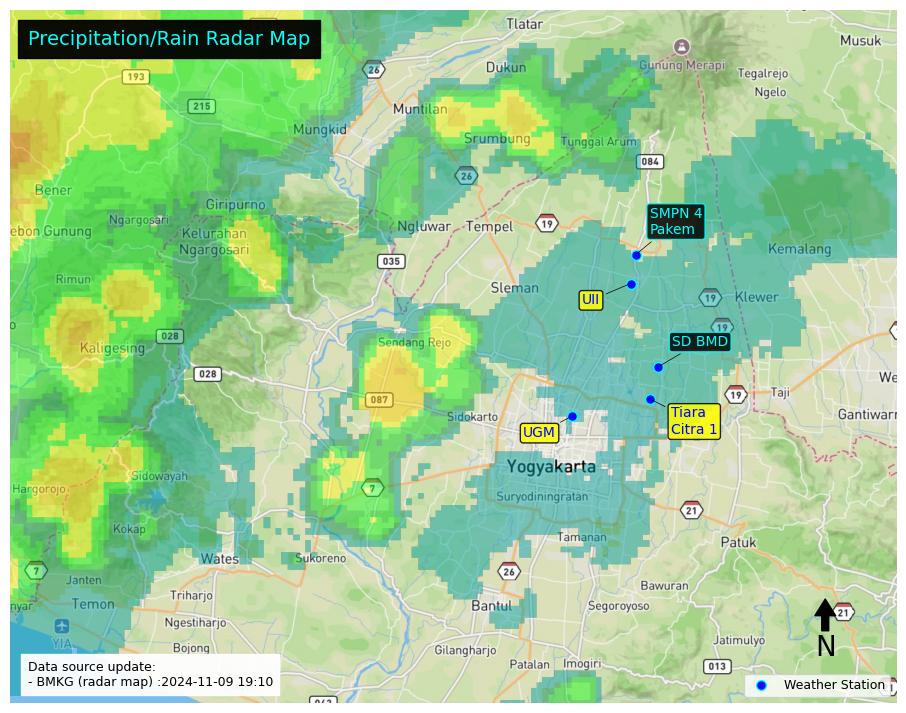 Precipitation/Rain Radar Map
Tlatar
Musuk
26
Dukun
Gunung Merapi
Tegalrejo
193
Ngelo
215
Muntilan
Mungkid
Srumbung
Tunggal Arum
084
26
Bener
Giripurno
SMPN 4
Pakem
Ngargosari
ebon Gunung
Kelurahan
Ngargosari
Ngluwar
Tempel
19
Kemalang
035
Rimun
Sleman
UII
19
Klewer
19
028
Kaligesing
Sendang Rejo
SD BMD
028
We
087
19
Taji
Sidokarto
Tiara
Citra 1
Gantiwarn
UGM
Yogyakarta
Sidowayah
Hargorojo
7
Suryodiningratan
21
Kokap
Tamanan
Patuk
Wates
Sukoreno
7
26
Janten
Bawuran
nyar
Temon
Triharjo
Bantul
Segoroyoso
21
Ngestiharjo
YIA
Jatimulyo
N
Bojong
Gilangharjo
Patalan
Imogiri
013
Data source update:
- BMKG (radar map) :2024-11-09 19:10
Weather Station